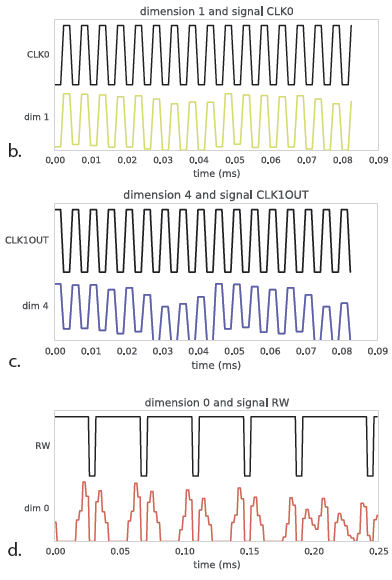 dimension 1 and signal CLK0
CLK0
dim 1
b.
0.00 0.01 0.02 0.03 0.04 0.05 0.06 0.07 0.08 0.09
time (ms)
dimension 4 and signal CLK1OUT
CLK1OUT
dim 4
c.
0.00 0.01 0.02 0.03 0.04 0.05 0.06 0.07 0.08 0.09
time (ms)
dimension 0 and signal RW
RW
dim 0
d.
0.00 0.05 0.10 0.15 0.20 0.25
time (ms)